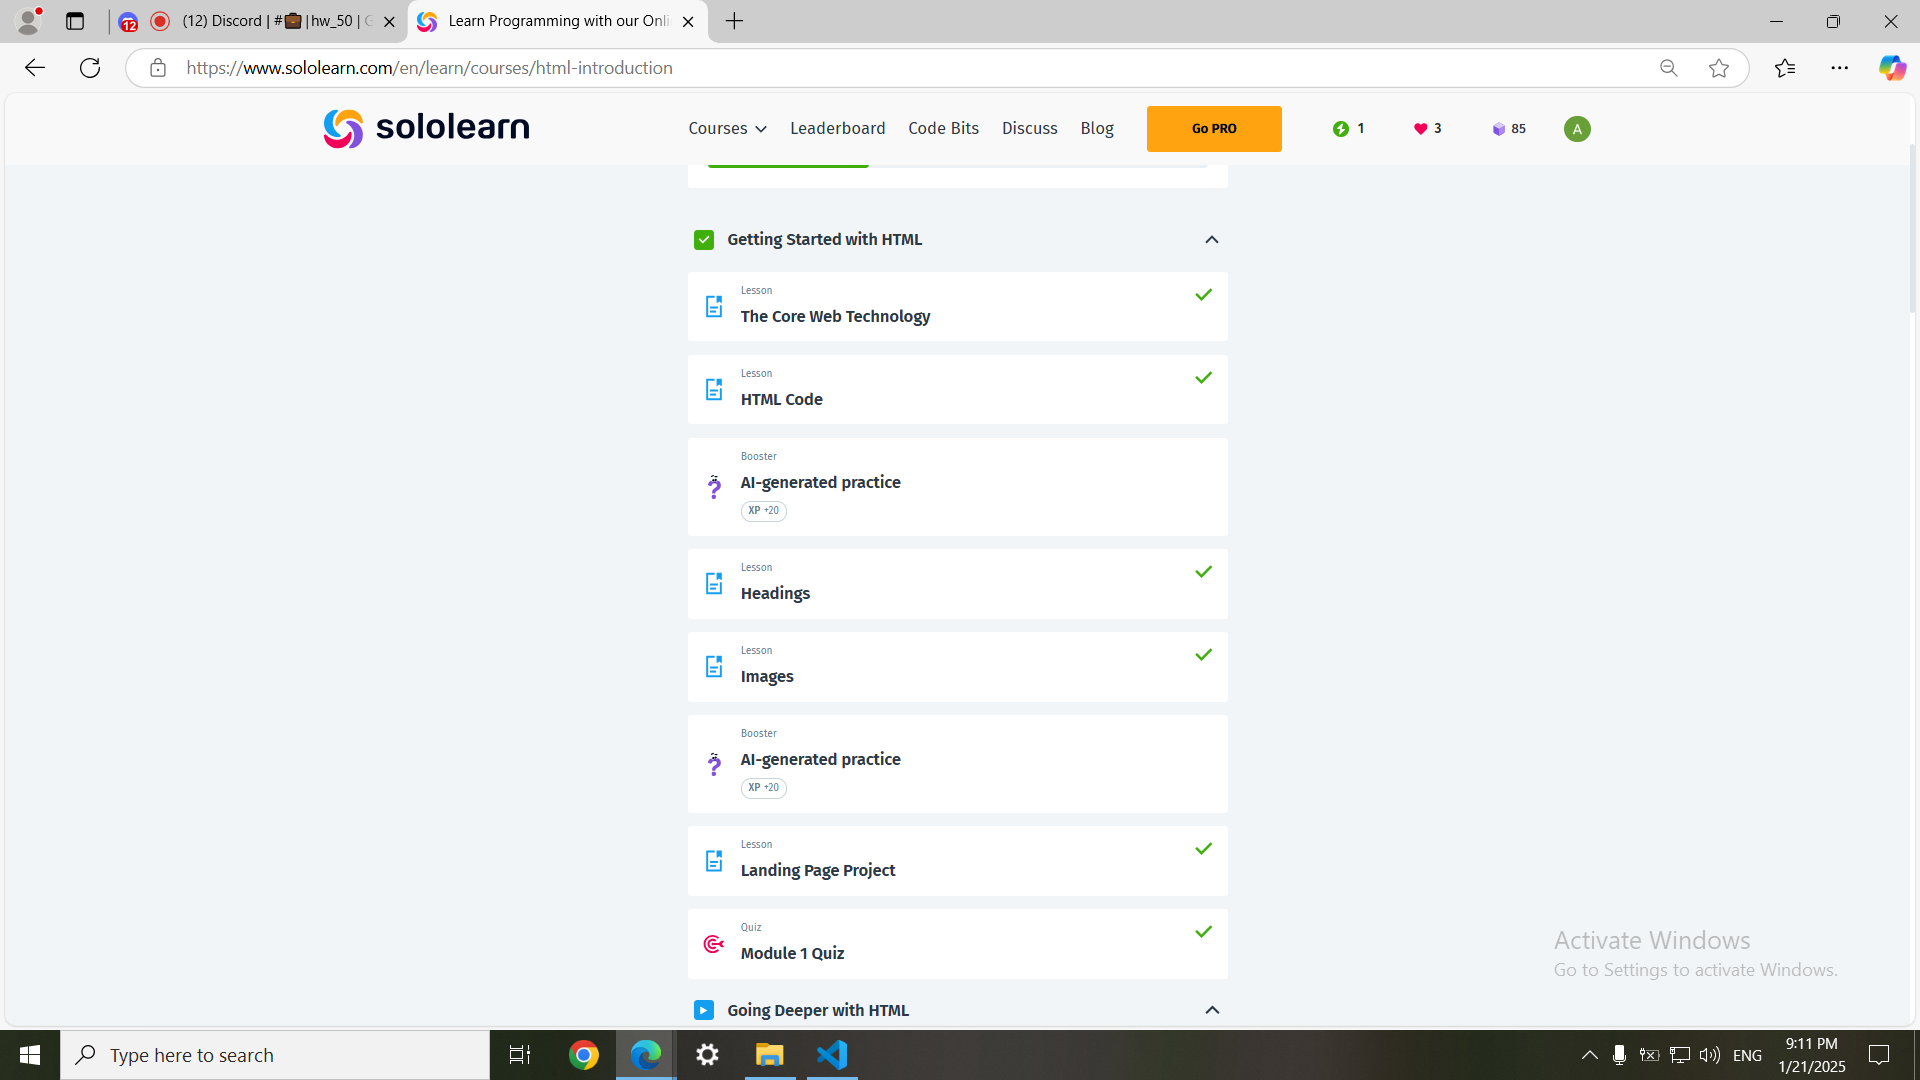 12
(12) Discord | #💼|hw_50 | G
Learn Programming with our Onli
https://www.sololearn.com/en/learn/courses/html-introduction
sololearn
Courses
Leaderboard
Code Bits
Discuss
Blog
Go PRO
1
3
85
A
Getting Started with HTML
Lesson
The Core Web Technology
Lesson
HTML Code
Booster
AI-generated practice
XP +20
Lesson
Headings
Lesson
Images
Booster
AI-generated practice
XP +20
Lesson
Landing Page Project
Quiz
Module 1 Quiz
Going Deeper with HTML
Activate Windows
Go to Settings to activate Windows.
Type here to search
ENG
9:11 PM
1/21/2025